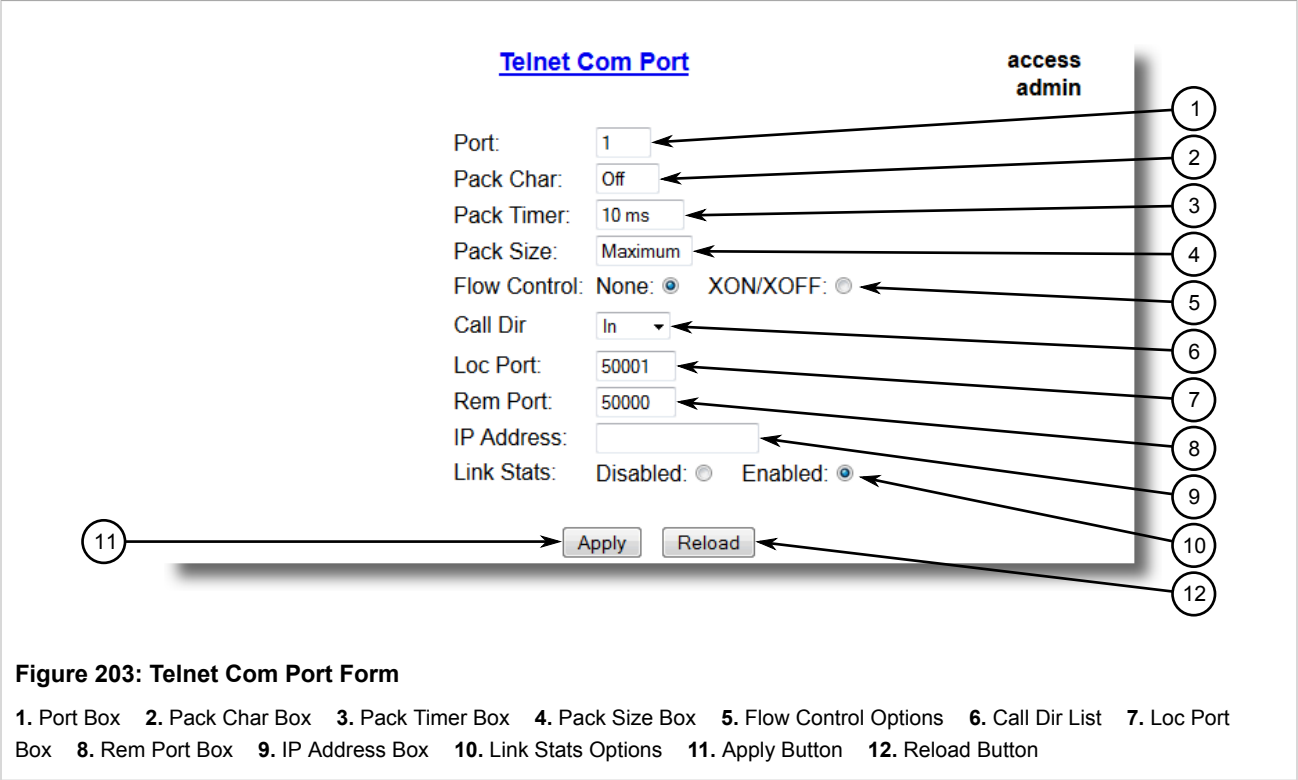 Telnet Com Port
access
admin
Port: 1
Pack Char: Off
Pack Timer: 10 ms
Pack Size: Maximum
Flow Control: None: XON/XOFF:
Call Dir In
Loc Port: 50001
Rem Port: 50000
IP Address:
Link Stats: Disabled: Enabled:
Apply Reload
1
2
3
4
5
6
7
8
9
10
11
12
Figure 203: Telnet Com Port Form
1. Port Box 2. Pack Char Box 3. Pack Timer Box 4. Pack Size Box 5. Flow Control Options 6. Call Dir List 7. Loc Port
Box 8. Rem Port Box 9. IP Address Box 10. Link Stats Options 11. Apply Button 12. Reload Button